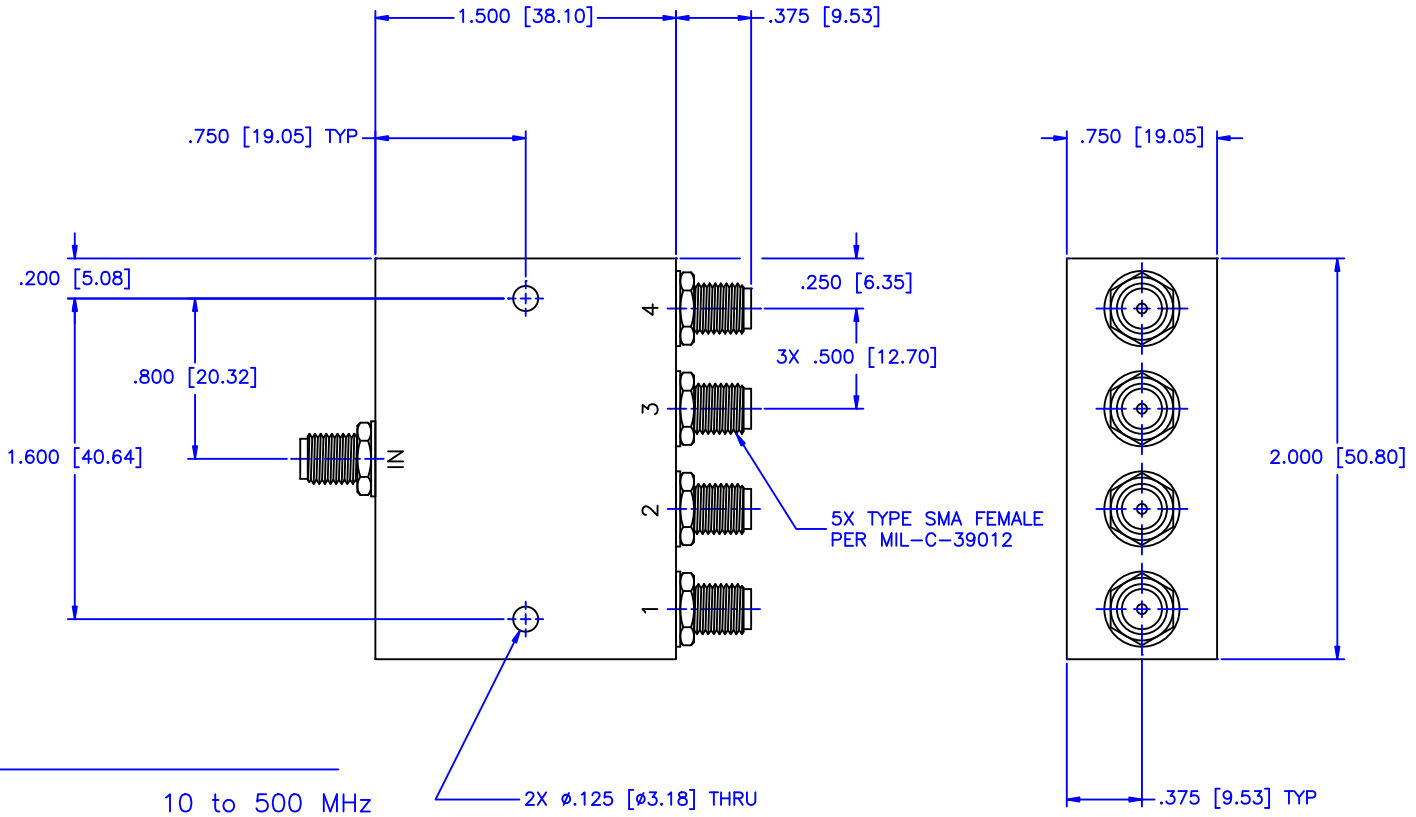 1.500 [38.10]
.375 [9.53]
.750 [19.05] TYP
.750 [19.05]
.200 [5.08]
.250 [6.35]
4
3X .500 [12.70]
.800 [20.32]
3
1.600 [40.64]
IN
2.000 [50.80]
2
5X TYPE SMA FEMALE
PER MIL-C-39012
1
10 to 500 MHz
2X ø.125 [ø3.18] THRU
.375 [9.53] TYP